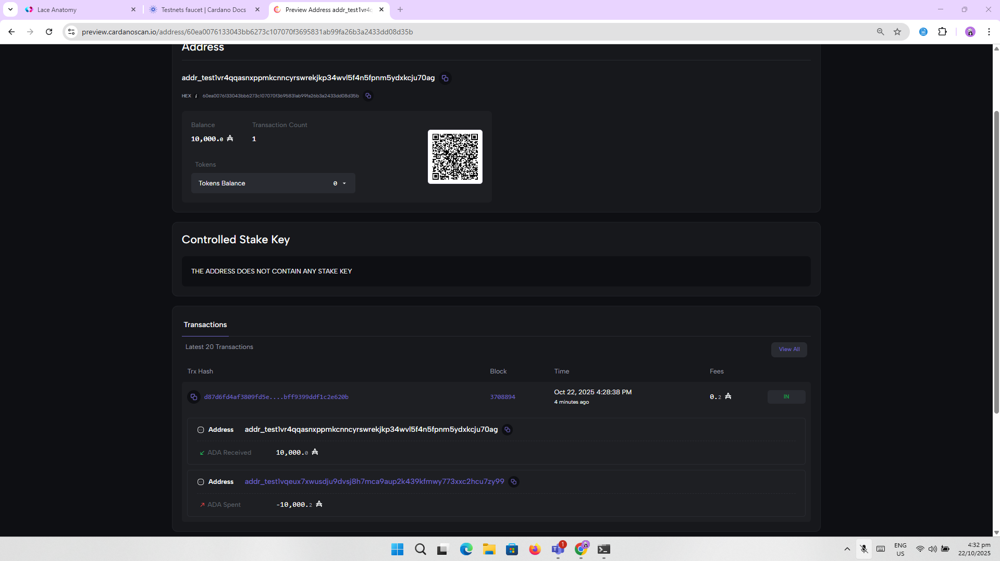 Lace Anatomy
Testnets faucet | Cardano Docs
Preview Address addr_test1vr4q
preview.cardanoscan.io/address/60ea0076133043bb6273c107070f3695831ab99fa26b3a2433dd08d35b
Address
addr_test1vr4qqasnxppmkcnncyrswrekjkp34wvl5f4n5fpnm5ydxkcju70ag
HEX i 60ea0076133043bb6273c107070f3695831ab99fa26b3a2433dd08d35b
Balance Transaction Count
10,000.0 ₳ 1
Tokens
Tokens Balance 0
Controlled Stake Key
THE ADDRESS DOES NOT CONTAIN ANY STAKE KEY
Transactions
Latest 20 Transactions
View All
Trx Hash Block Time Fees
d87d6fd4af3809fd5e....bff9399ddf1c2e620b 3708894 Oct 22, 2025 4:28:38 PM 0.2 ₳ IN
4 minutes ago
Address addr_test1vr4qqasnxppmkcnncyrswrekjkp34wvl5f4n5fpnm5ydxkcju70ag
ADA Received 10,000.0 ₳
Address addr_test1vqeux7xwusdju9dvsj8h7mca9aup2k439kfmwy773xxc2hcu7zy99
ADA Spent -10,000.2 ₳
1
ENG
US
4:32 pm
22/10/2025